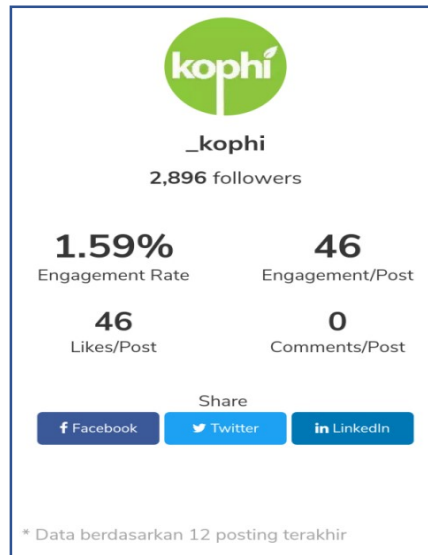 kophi
_kophi
2,896 followers
1.59% 46
Engagement Rate Engagement/Post
46 0
Likes/Post Comments/Post
Share
f Facebook Twitter in LinkedIn
* Data berdasarkan 12 posting terakhir